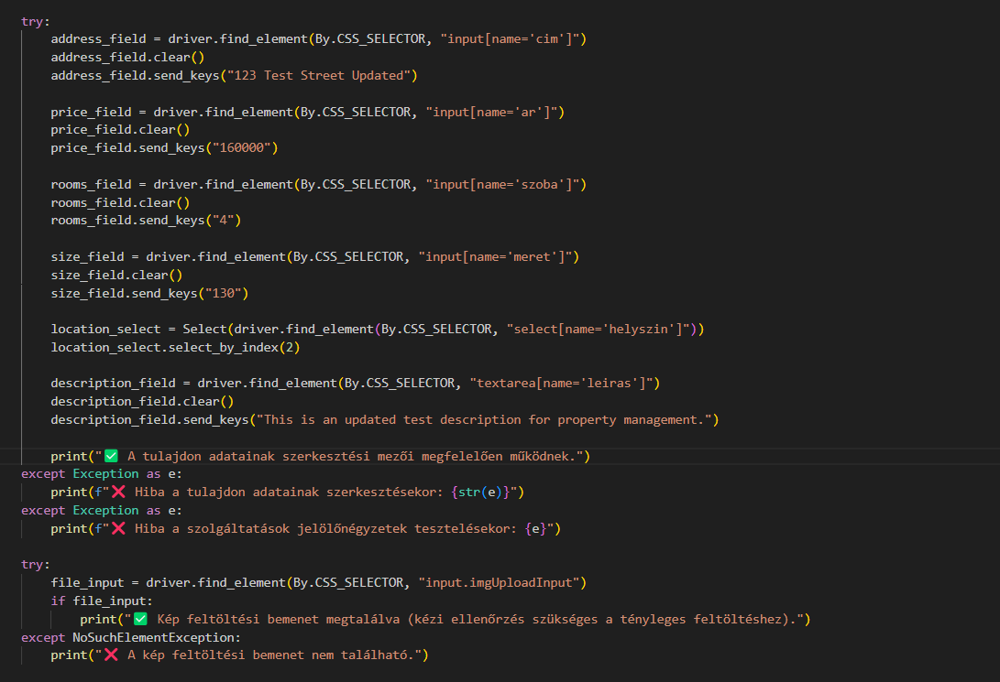 try:
    address_field = driver.find_element(By.CSS_SELECTOR, "input[name='cim']")
    address_field.clear()
    address_field.send_keys("123 Test Street Updated")

    price_field = driver.find_element(By.CSS_SELECTOR, "input[name='ar']")
    price_field.clear()
    price_field.send_keys("160000")

    rooms_field = driver.find_element(By.CSS_SELECTOR, "input[name='szoba']")
    rooms_field.clear()
    rooms_field.send_keys("4")

    size_field = driver.find_element(By.CSS_SELECTOR, "input[name='meret']")
    size_field.clear()
    size_field.send_keys("130")

    location_select = Select(driver.find_element(By.CSS_SELECTOR, "select[name='helyszin']"))
    location_select.select_by_index(2)

    description_field = driver.find_element(By.CSS_SELECTOR, "textarea[name='leiras']")
    description_field.clear()
    description_field.send_keys("This is an updated test description for property management.")

    print("✅ A tulajdon adatainak szerkesztési mezői megfelelően működnek.")
except Exception as e:
    print(f"❌ Hiba a tulajdon adatainak szerkesztésekor: {str(e)}")
except Exception as e:
    print(f"❌ Hiba a szolgáltatások jelölőnégyzetek tesztelésekor: {e}")

try:
    file_input = driver.find_element(By.CSS_SELECTOR, "input.imgUploadInput")
    if file_input:
        print("✅ Kép feltöltési bemenet megtalálva (kézi ellenőrzés szükséges a tényleges feltöltéshez).")
except NoSuchElementException:
    print("❌ A kép feltöltési bemenet nem található.")